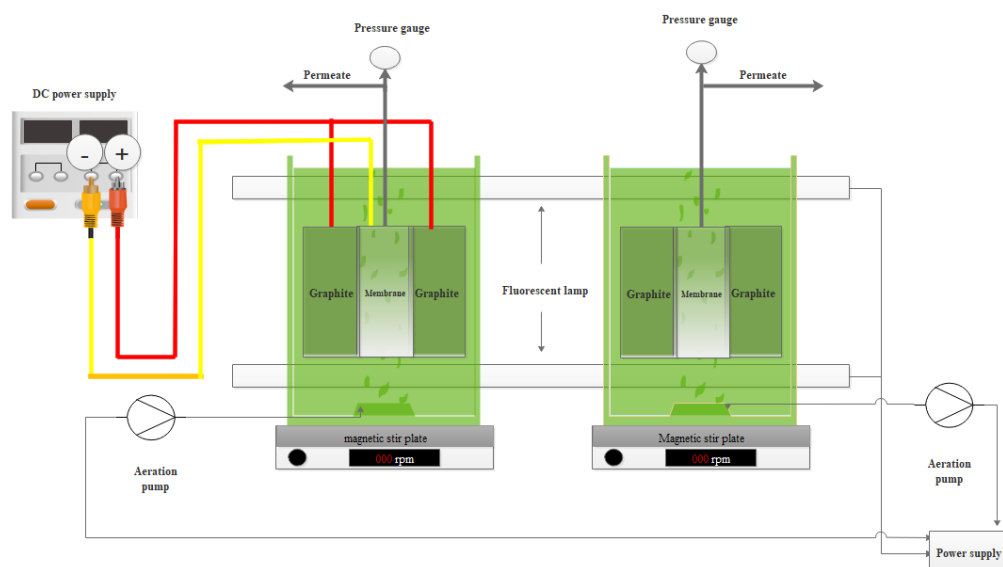 Pressure gauge
Pressure gauge
Permeate
Permeate
DC power supply
- +
Graphite
Membrane
Graphite
Fluorescent lamp
Graphite
Membrane
Graphite
magnetic stir plate
000 rpm
Magnetic stir plate
000 rpm
Aeration
pump
Aeration
pump
Power supply